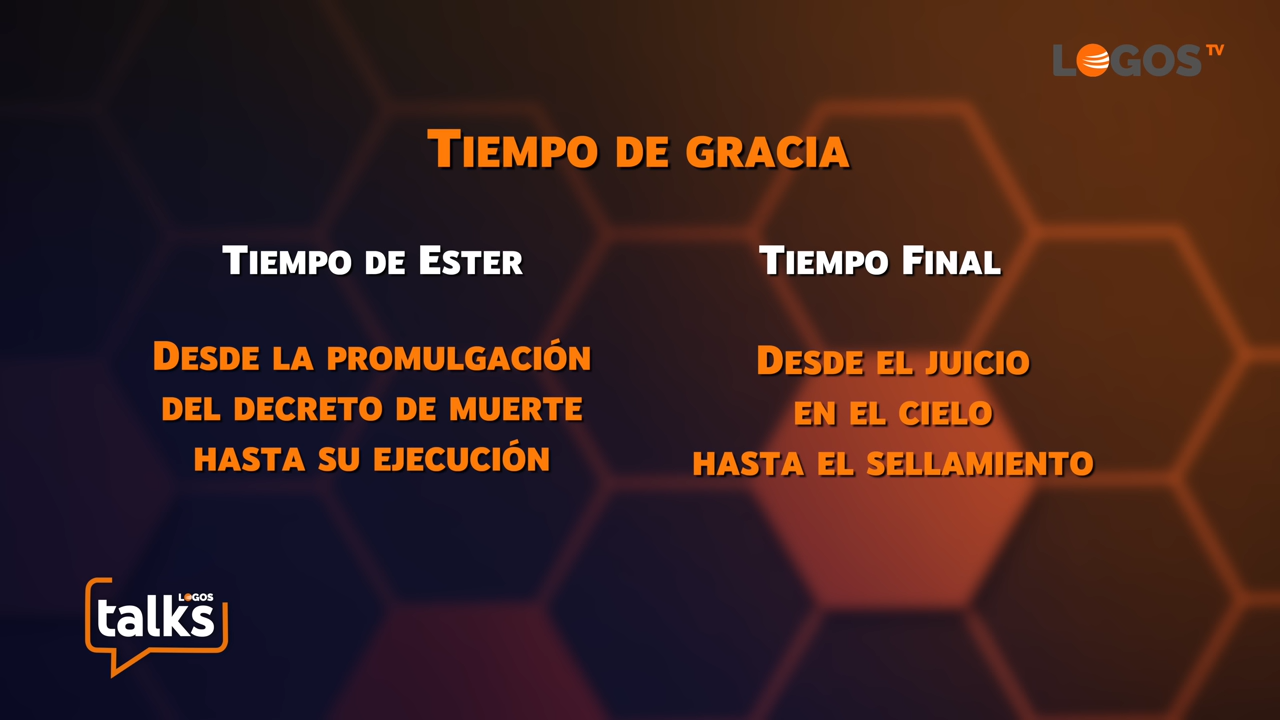 LOGOS TV
TIEMPO DE GRACIA
TIEMPO DE ESTER
TIEMPO FINAL
DESDE LA PROMULGACIÓN
DEL DECRETO DE MUERTE
HASTA SU EJECUCIÓN
DESDE EL JUICIO
EN EL CIELO
HASTA EL SELLAMIENTO
LOGOS
talks